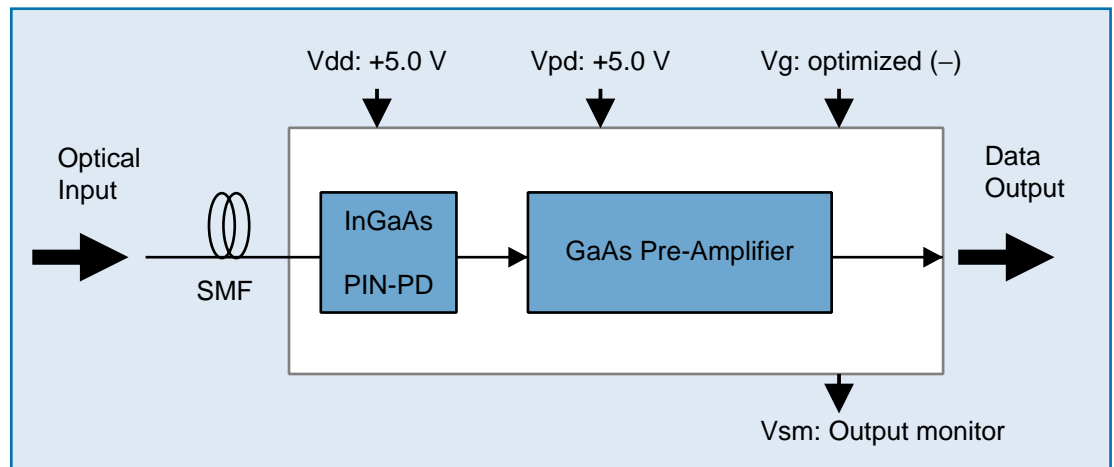 Vdd: +5.0 V
Vpd: +5.0 V
Vg: optimized (−)
Optical
Input
SMF
InGaAs
PIN-PD
GaAs Pre-Amplifier
Data
Output
Vsm: Output monitor